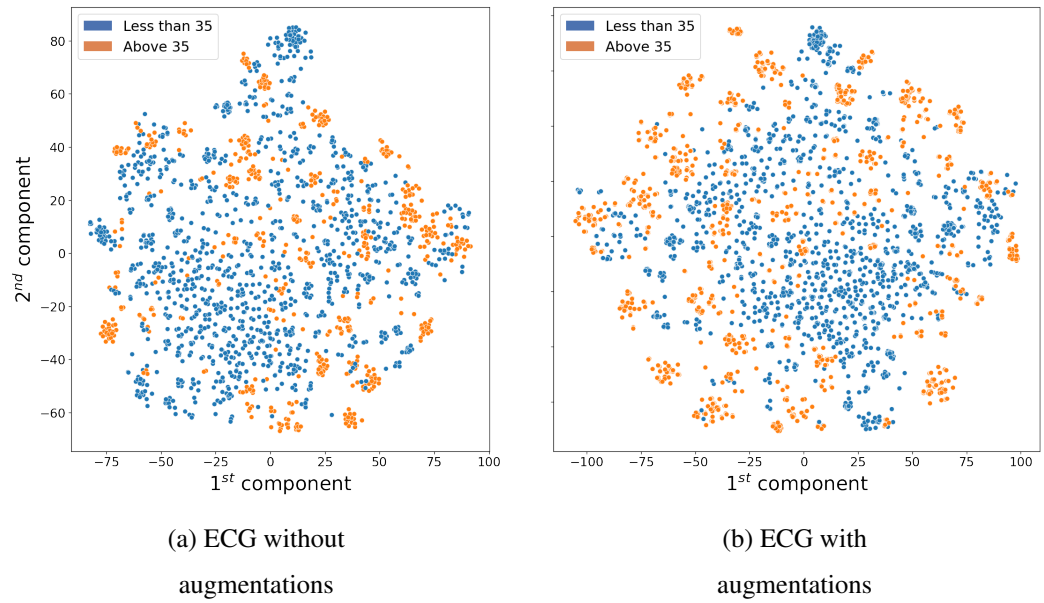 Less than 35
Above 35
80
60
40
20
0
−20
−40
−60
2nd component
−75
−50
−25
0
25
50
75
100
1st component
(a) ECG without
augmentations
Less than 35
Above 35
−100
−75
−50
−25
0
25
50
75
100
1st component
(b) ECG with
augmentations